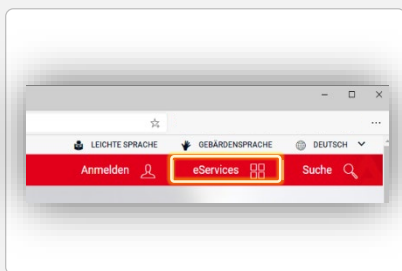 LEICHTE SPRACHE GEBÄRDENSPRACHE DEUTSCH
Anmelden eServices Suche